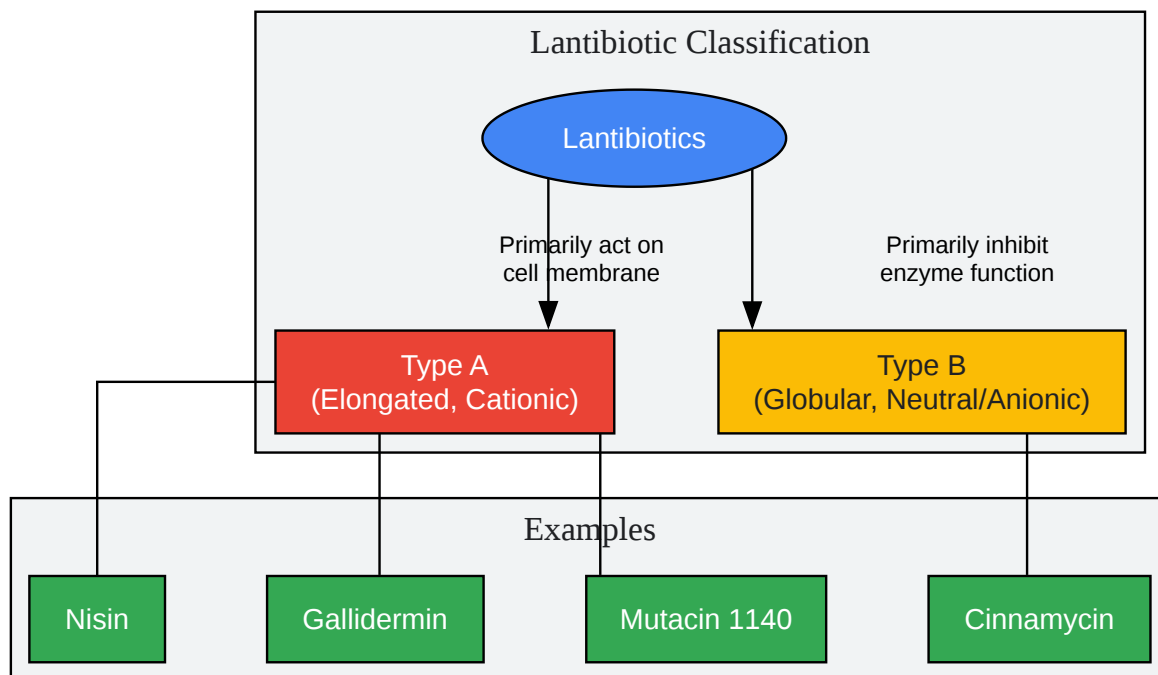 Lantibiotic Classification
Lantibiotics
Primarily act on
cell membrane
Primarily inhibit
enzyme function
Type A
(Elongated, Cationic)
Type B
(Globular, Neutral/Anionic)
Examples
Nisin
Gallidermin
Mutacin 1140
Cinnamycin